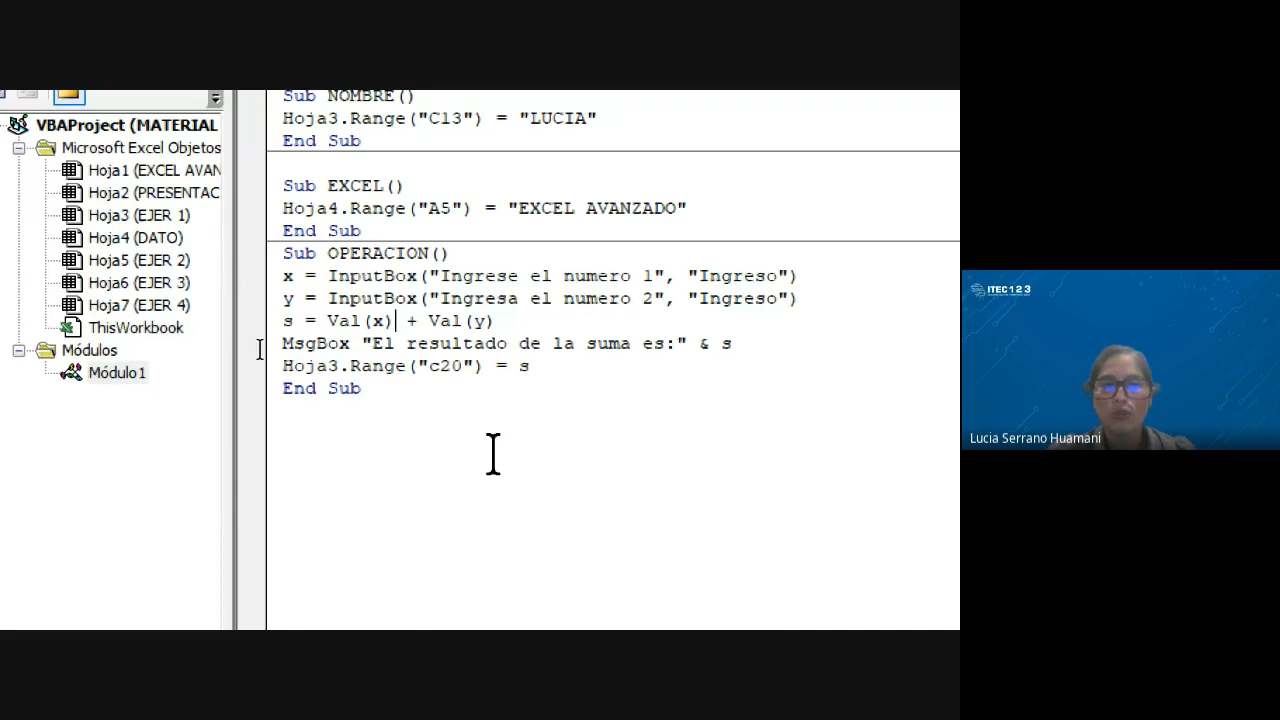 VBAProject (MATERIAL
Microsoft Excel Objetos
Hoja1 (EXCEL AVAN
Hoja2 (PRESENTAC
Hoja3 (EJER 1)
Hoja4 (DATO)
Hoja5 (EJER 2)
Hoja6 (EJER 3)
Hoja7 (EJER 4)
ThisWorkbook
Módulos
Módulo1
Sub NOMBRE()
Hoja3.Range("C13") = "LUCIA"
End Sub
Sub EXCEL()
Hoja4.Range("A5") = "EXCEL AVANZADO"
End Sub
Sub OPERACION()
x = InputBox("Ingrese el numero 1", "Ingreso")
y = InputBox("Ingresa el numero 2", "Ingreso")
s = Val(x) + Val(y)
MsgBox "El resultado de la suma es:" & s
Hoja3.Range("c20") = s
End Sub
ITEC123
Lucia Serrano Huamani